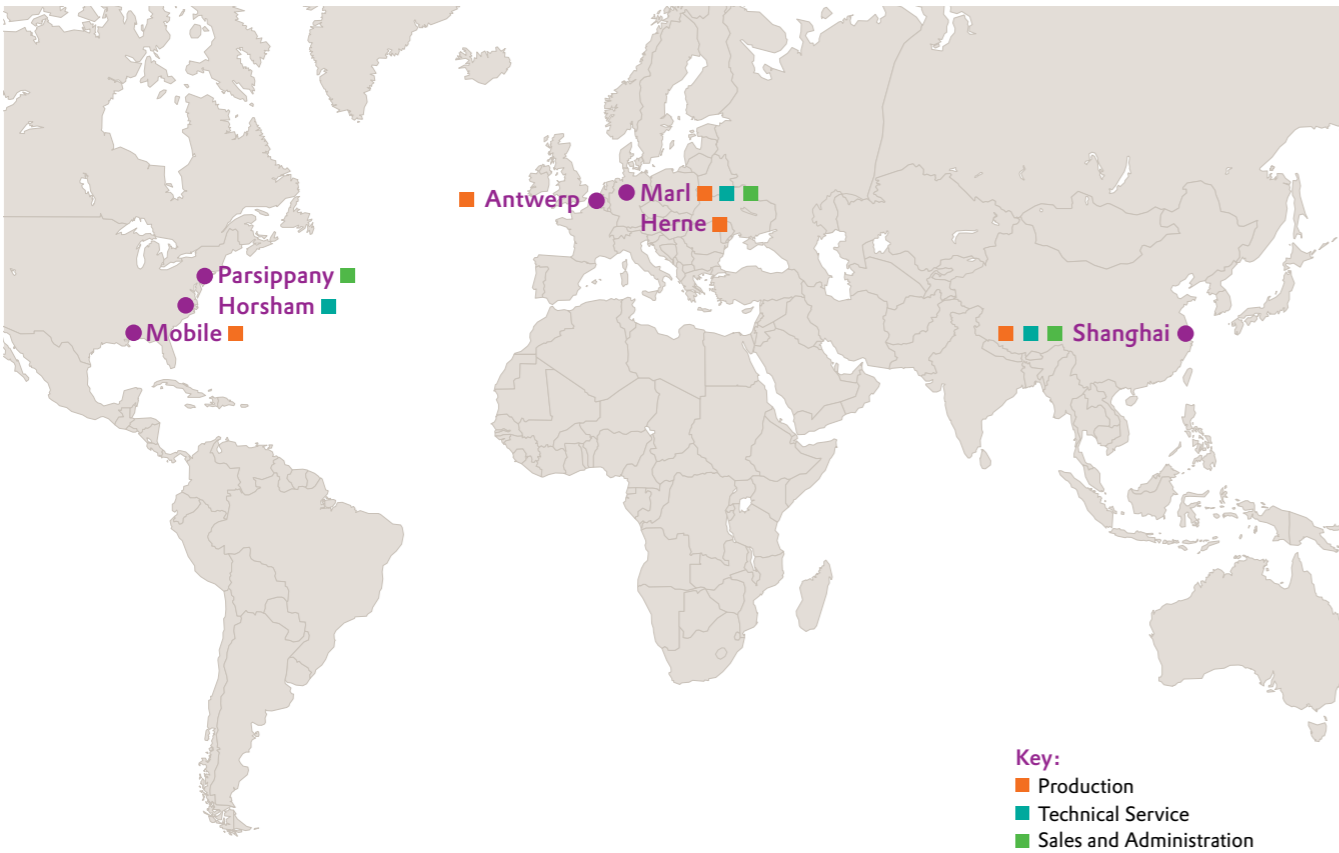 Antwerp
Marl
Herne
Parsippany
Horsham
Mobile
Shanghai
Key:
Production
Technical Service
Sales and Administration